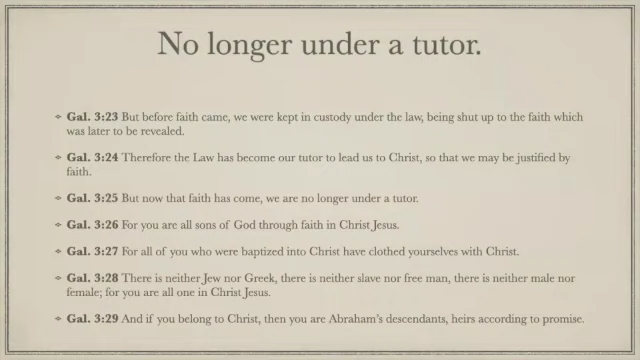 No longer under a tutor.
Gal. 3:23 But before faith came, we were kept in custody under the law, being shut up to the faith which
was later to be revealed.
Gal. 3:24 Therefore the Law has become our tutor to lead us to Christ, so that we may be justified by
faith.
Gal. 3:25 But now that faith has come, we are no longer under a tutor.
Gal. 3:26 For you are all sons of God through faith in Christ Jesus.
Gal. 3:27 For all of you who were baptized into Christ have clothed yourselves with Christ.
Gal. 3:28 There is neither Jew nor Greek, there is neither slave nor free man, there is neither male nor
female; for you are all one in Christ Jesus.
Gal. 3:29 And if you belong to Christ, then you are Abraham’s descendants, heirs according to promise.